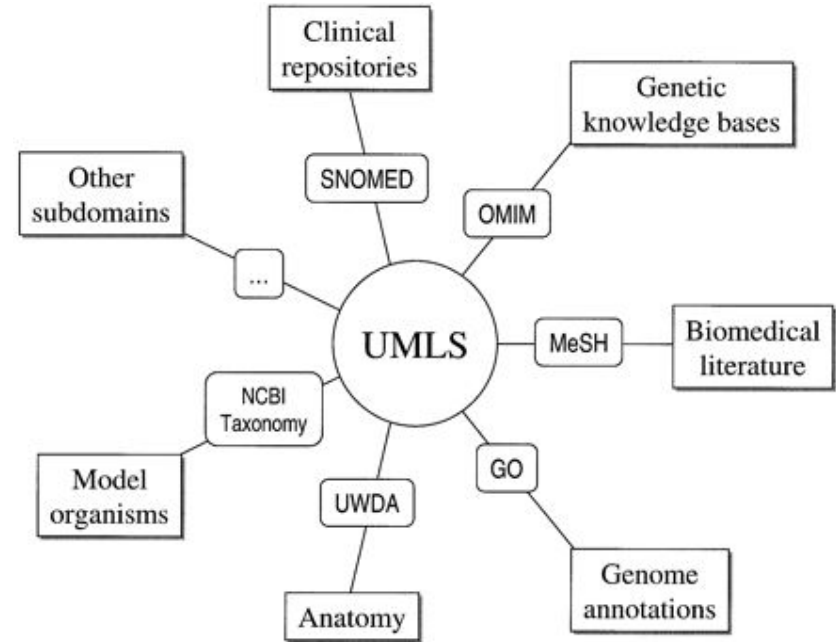 Clinical
repositories
Genetic
knowledge bases
Other
subdomains
SNOMED
OMIM
...
UMLS
MeSH
Biomedical
literature
NCBI
Taxonomy
GO
Model
organisms
UWDA
Genome
annotations
Anatomy